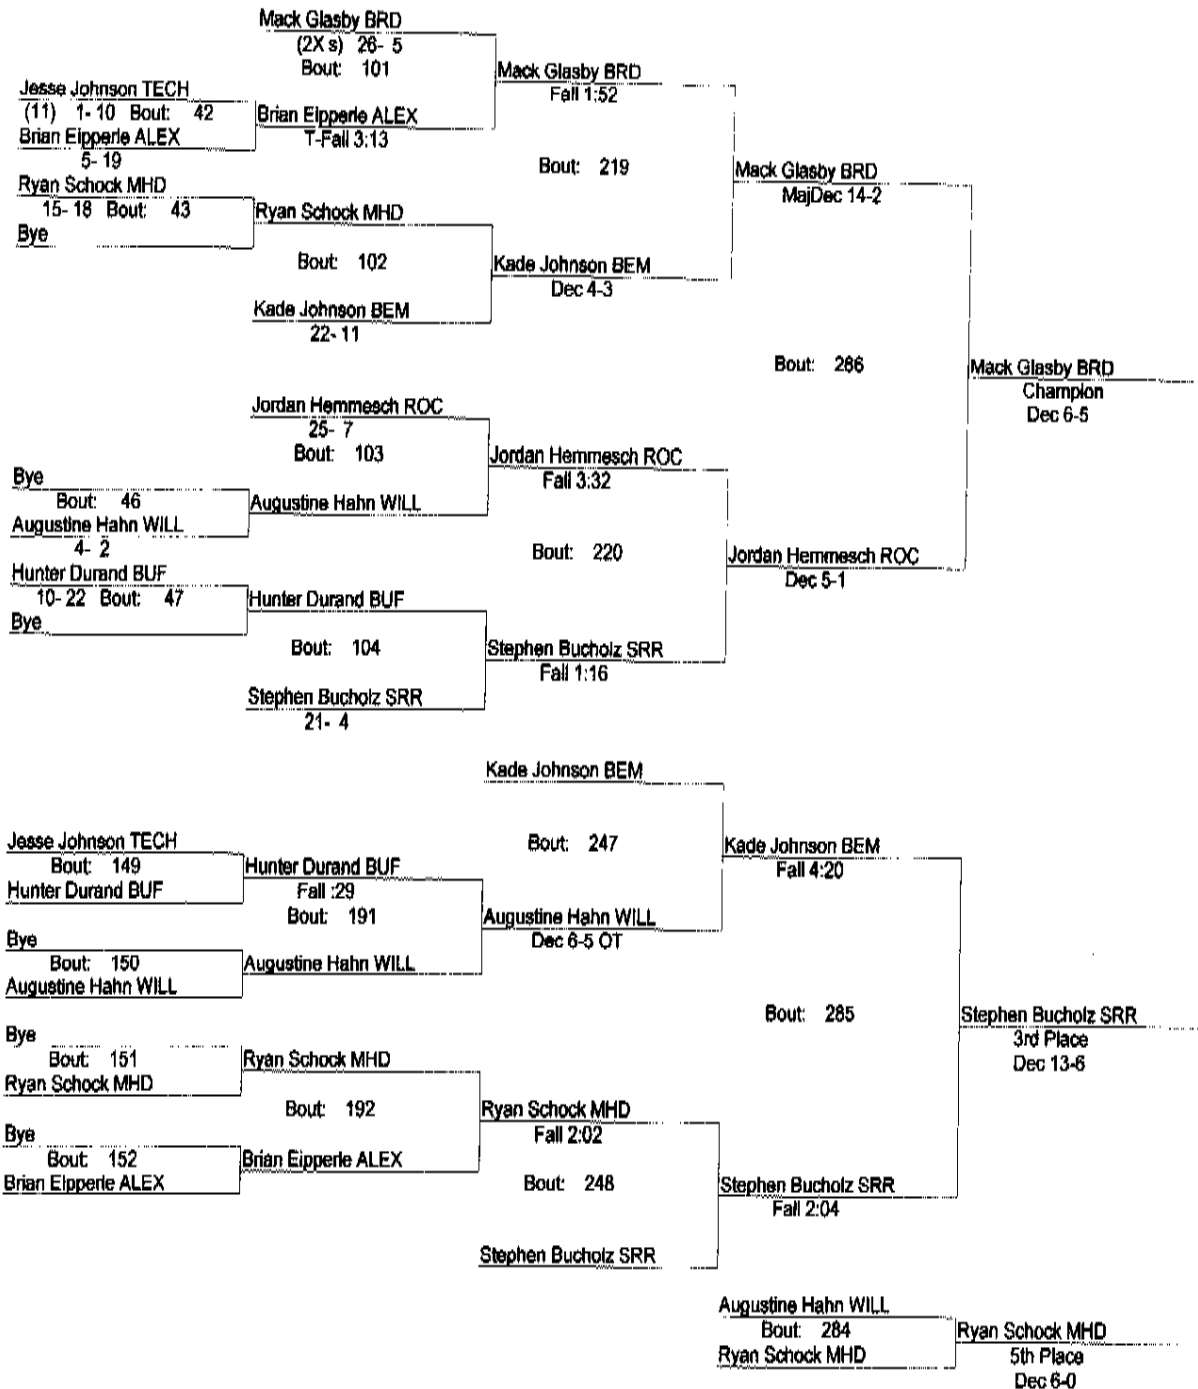 Mack Glasby BRD
(2X s) 26- 5
Bout: 101
Mack Glasby BRD
Fall 1:52
Jesse Johnson TECH
(11) 1- 10 Bout: 42
Brian Eipperle ALEX
5- 19
Brian Eipperle ALEX
T-Fall 3:13
Bout: 219
Mack Glasby BRD
MajDec 14-2
Ryan Schock MHD
15- 18 Bout: 43
Bye
Ryan Schock MHD
Bout: 102
Kade Johnson BEM
Dec 4-3
Kade Johnson BEM
22- 11
Bout: 286
Mack Glasby BRD
Champion
Dec 6-5
Jordan Hemmesch ROC
25- 7
Bout: 103
Jordan Hemmesch ROC
Fall 3:32
Bye
Bout: 46
Augustine Hahn WILL
4- 2
Augustine Hahn WILL
Bout: 220
Jordan Hemmesch ROC
Dec 5-1
Hunter Durand BUF
10- 22 Bout: 47
Bye
Hunter Durand BUF
Bout: 104
Stephen Bucholz SRR
Fall 1:16
Stephen Bucholz SRR
21- 4
Kade Johnson BEM
Bout: 247
Kade Johnson BEM
Fall 4:20
Jesse Johnson TECH
Bout: 149
Hunter Durand BUF
Hunter Durand BUF
Fall :29
Bout: 191
Augustine Hahn WILL
Dec 6-5 OT
Bye
Bout: 150
Augustine Hahn WILL
Augustine Hahn WILL
Bout: 285
Stephen Bucholz SRR
3rd Place
Dec 13-6
Bye
Bout: 151
Ryan Schock MHD
Ryan Schock MHD
Bout: 192
Ryan Schock MHD
Fall 2:02
Bye
Bout: 152
Brian Eipperle ALEX
Brian Eipperle ALEX
Bout: 248
Stephen Bucholz SRR
Fall 2:04
Stephen Bucholz SRR
Augustine Hahn WILL
Bout: 284
Ryan Schock MHD
Ryan Schock MHD
5th Place
Dec 6-0